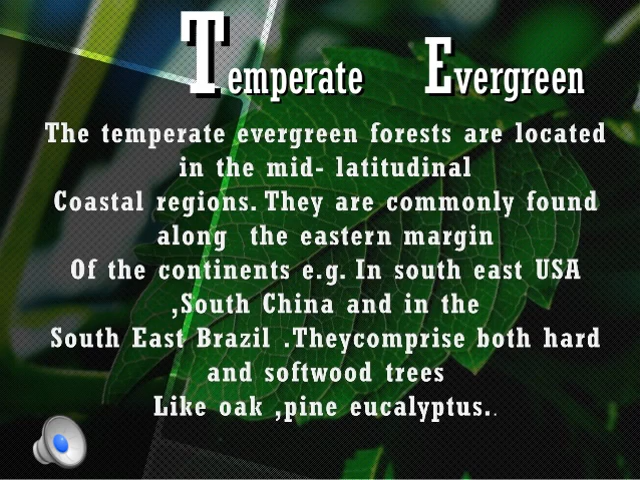 Temperate Evergreen
The temperate evergreen forests are located
in the mid- latitudinal
Coastal regions. They are commonly found
along the eastern margin
Of the continents e.g. In south east USA
,South China and in the
South East Brazil .Theycomprise both hard
and softwood trees
Like oak ,pine eucalyptus..